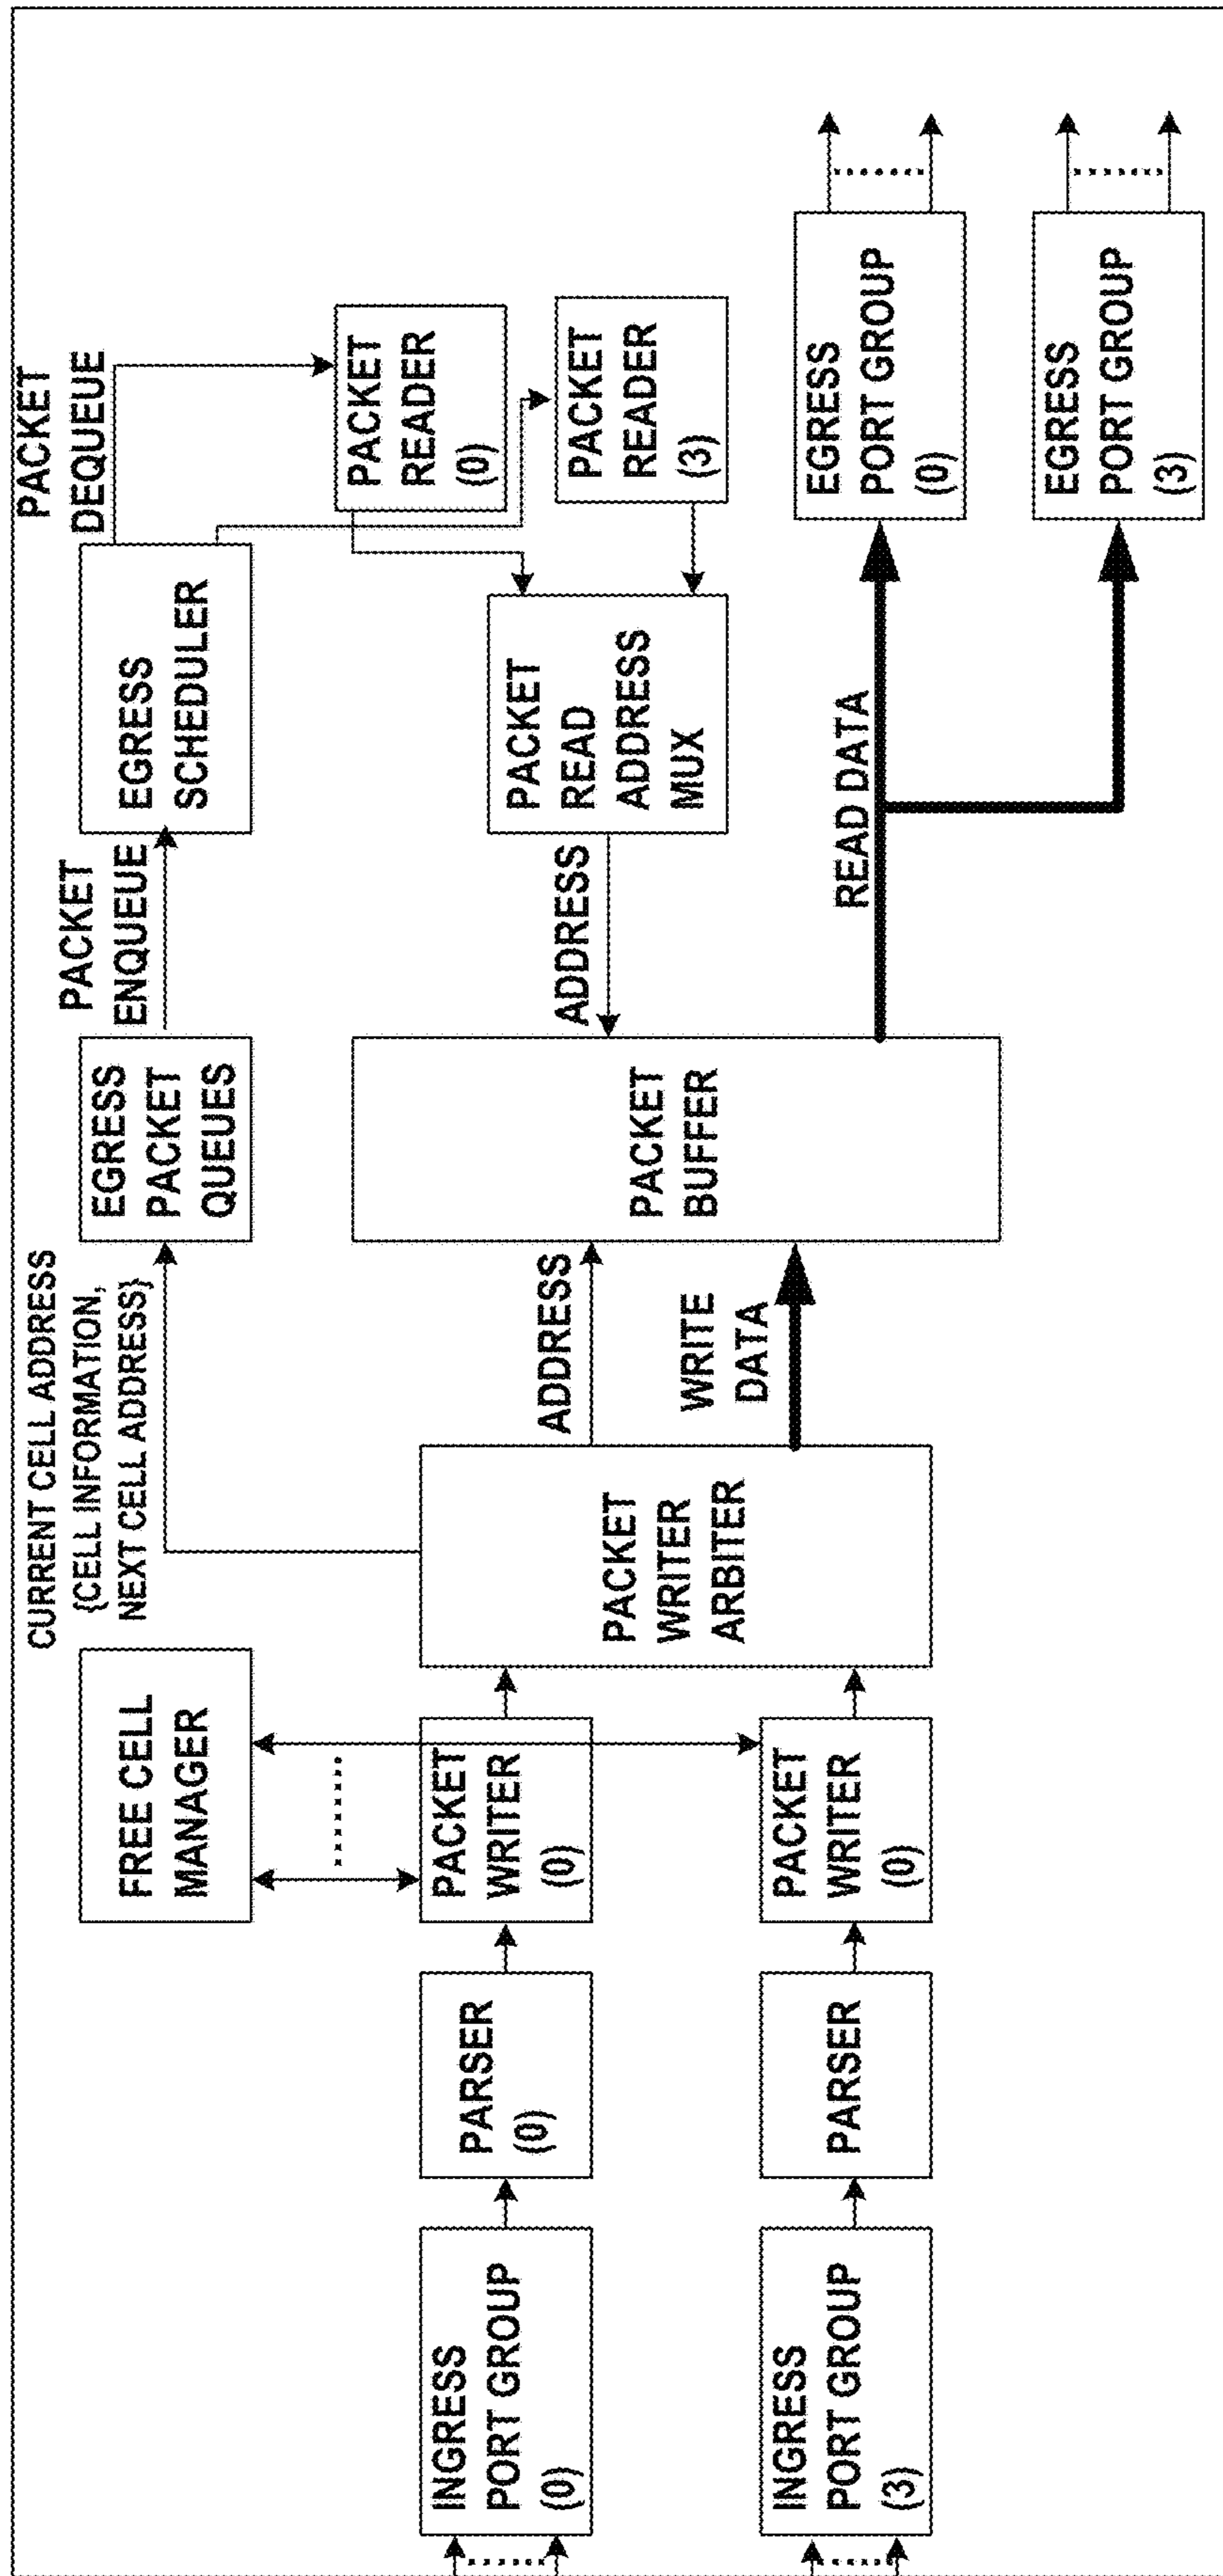 INGRESS
PORT GROUP
(0)
INGRESS
PORT GROUP
(3)
PARSER
(0)
PARSER
FREE CELL
MANAGER
PACKET
WRITER
(0)
PACKET
WRITER
(0)
CURRENT CELL ADDRESS
{CELL INFORMATION,
NEXT CELL ADDRESS}
PACKET
WRITER
ARBITER
ADDRESS
WRITE
DATA
EGRESS
PACKET
QUEUES
PACKET
BUFFER
PACKET
ENQUEUE
ADDRESS
READ DATA
EGRESS
SCHEDULER
PACKET
READ
ADDRESS
MUX
PACKET
DEQUEUE
PACKET
READER
(0)
PACKET
READER
(3)
EGRESS
PORT GROUP
(0)
EGRESS
PORT GROUP
(3)